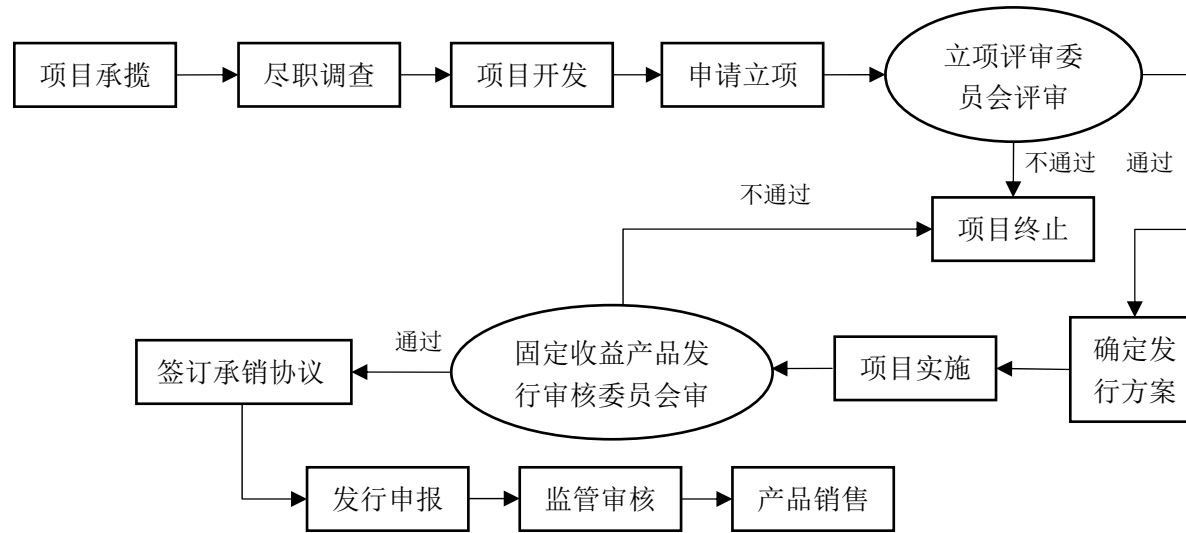 项目承揽
尽职调查
项目开发
申请立项
立项评审委
员会评审
不通过
通过
不通过
项目终止
确定发
行方案
项目实施
固定收益产品发
行审核委员会审
通过
签订承销协议
发行申报
监管审核
产品销售